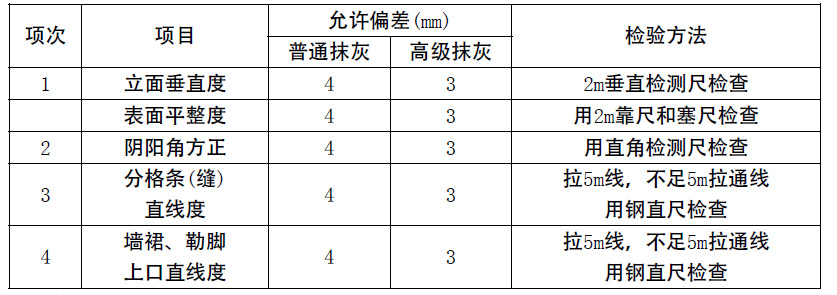 项次 项目 允许偏差(mm) 检验方法
普通抹灰 高级抹灰
1 立面垂直度 4 3 2m垂直检测尺检查
表面平整度 4 3 用2m靠尺和塞尺检查
2 阴阳角方正 4 3 用直角检测尺检查
3 分格条(缝) 4 3 拉5m线，不足5m拉通线
直线度 用钢直尺检查
4 墙裙、勒脚 4 3 拉5m线，不足5m拉通线
上口直线度 用钢直尺检查